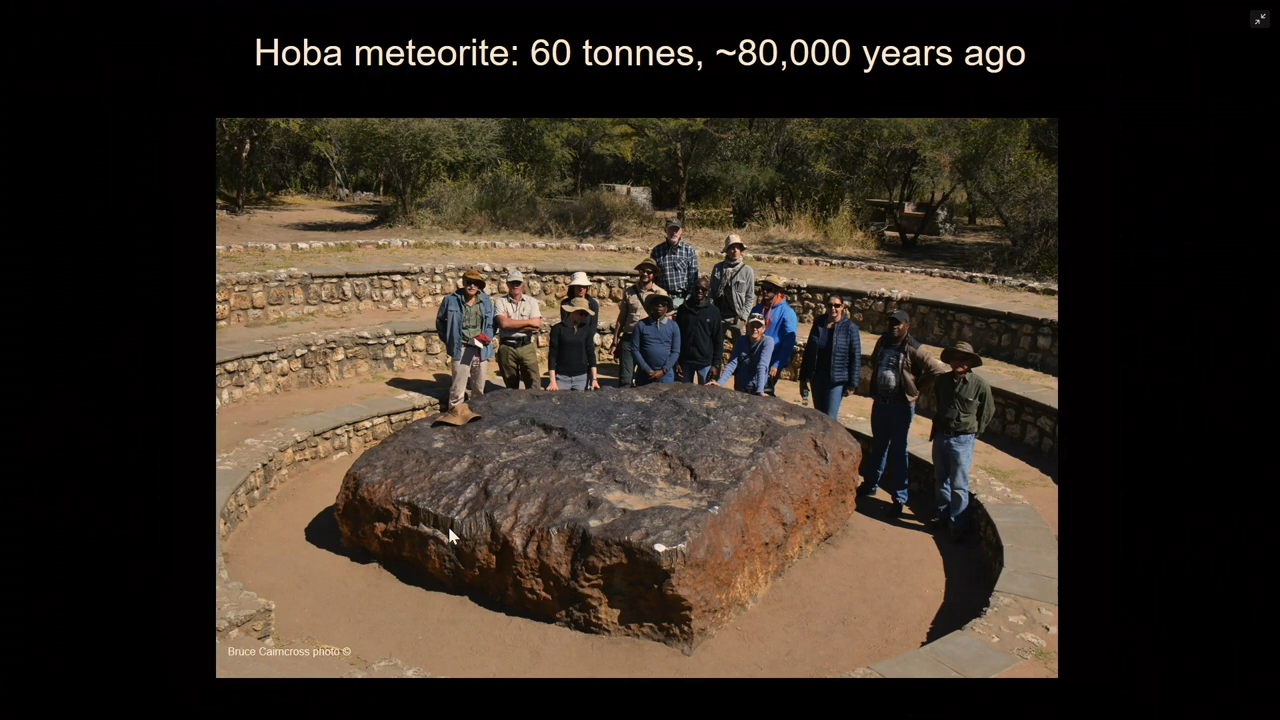 Hoba meteorite: 60 tonnes, ~80,000 years ago
Bruce Cairncross photo ©